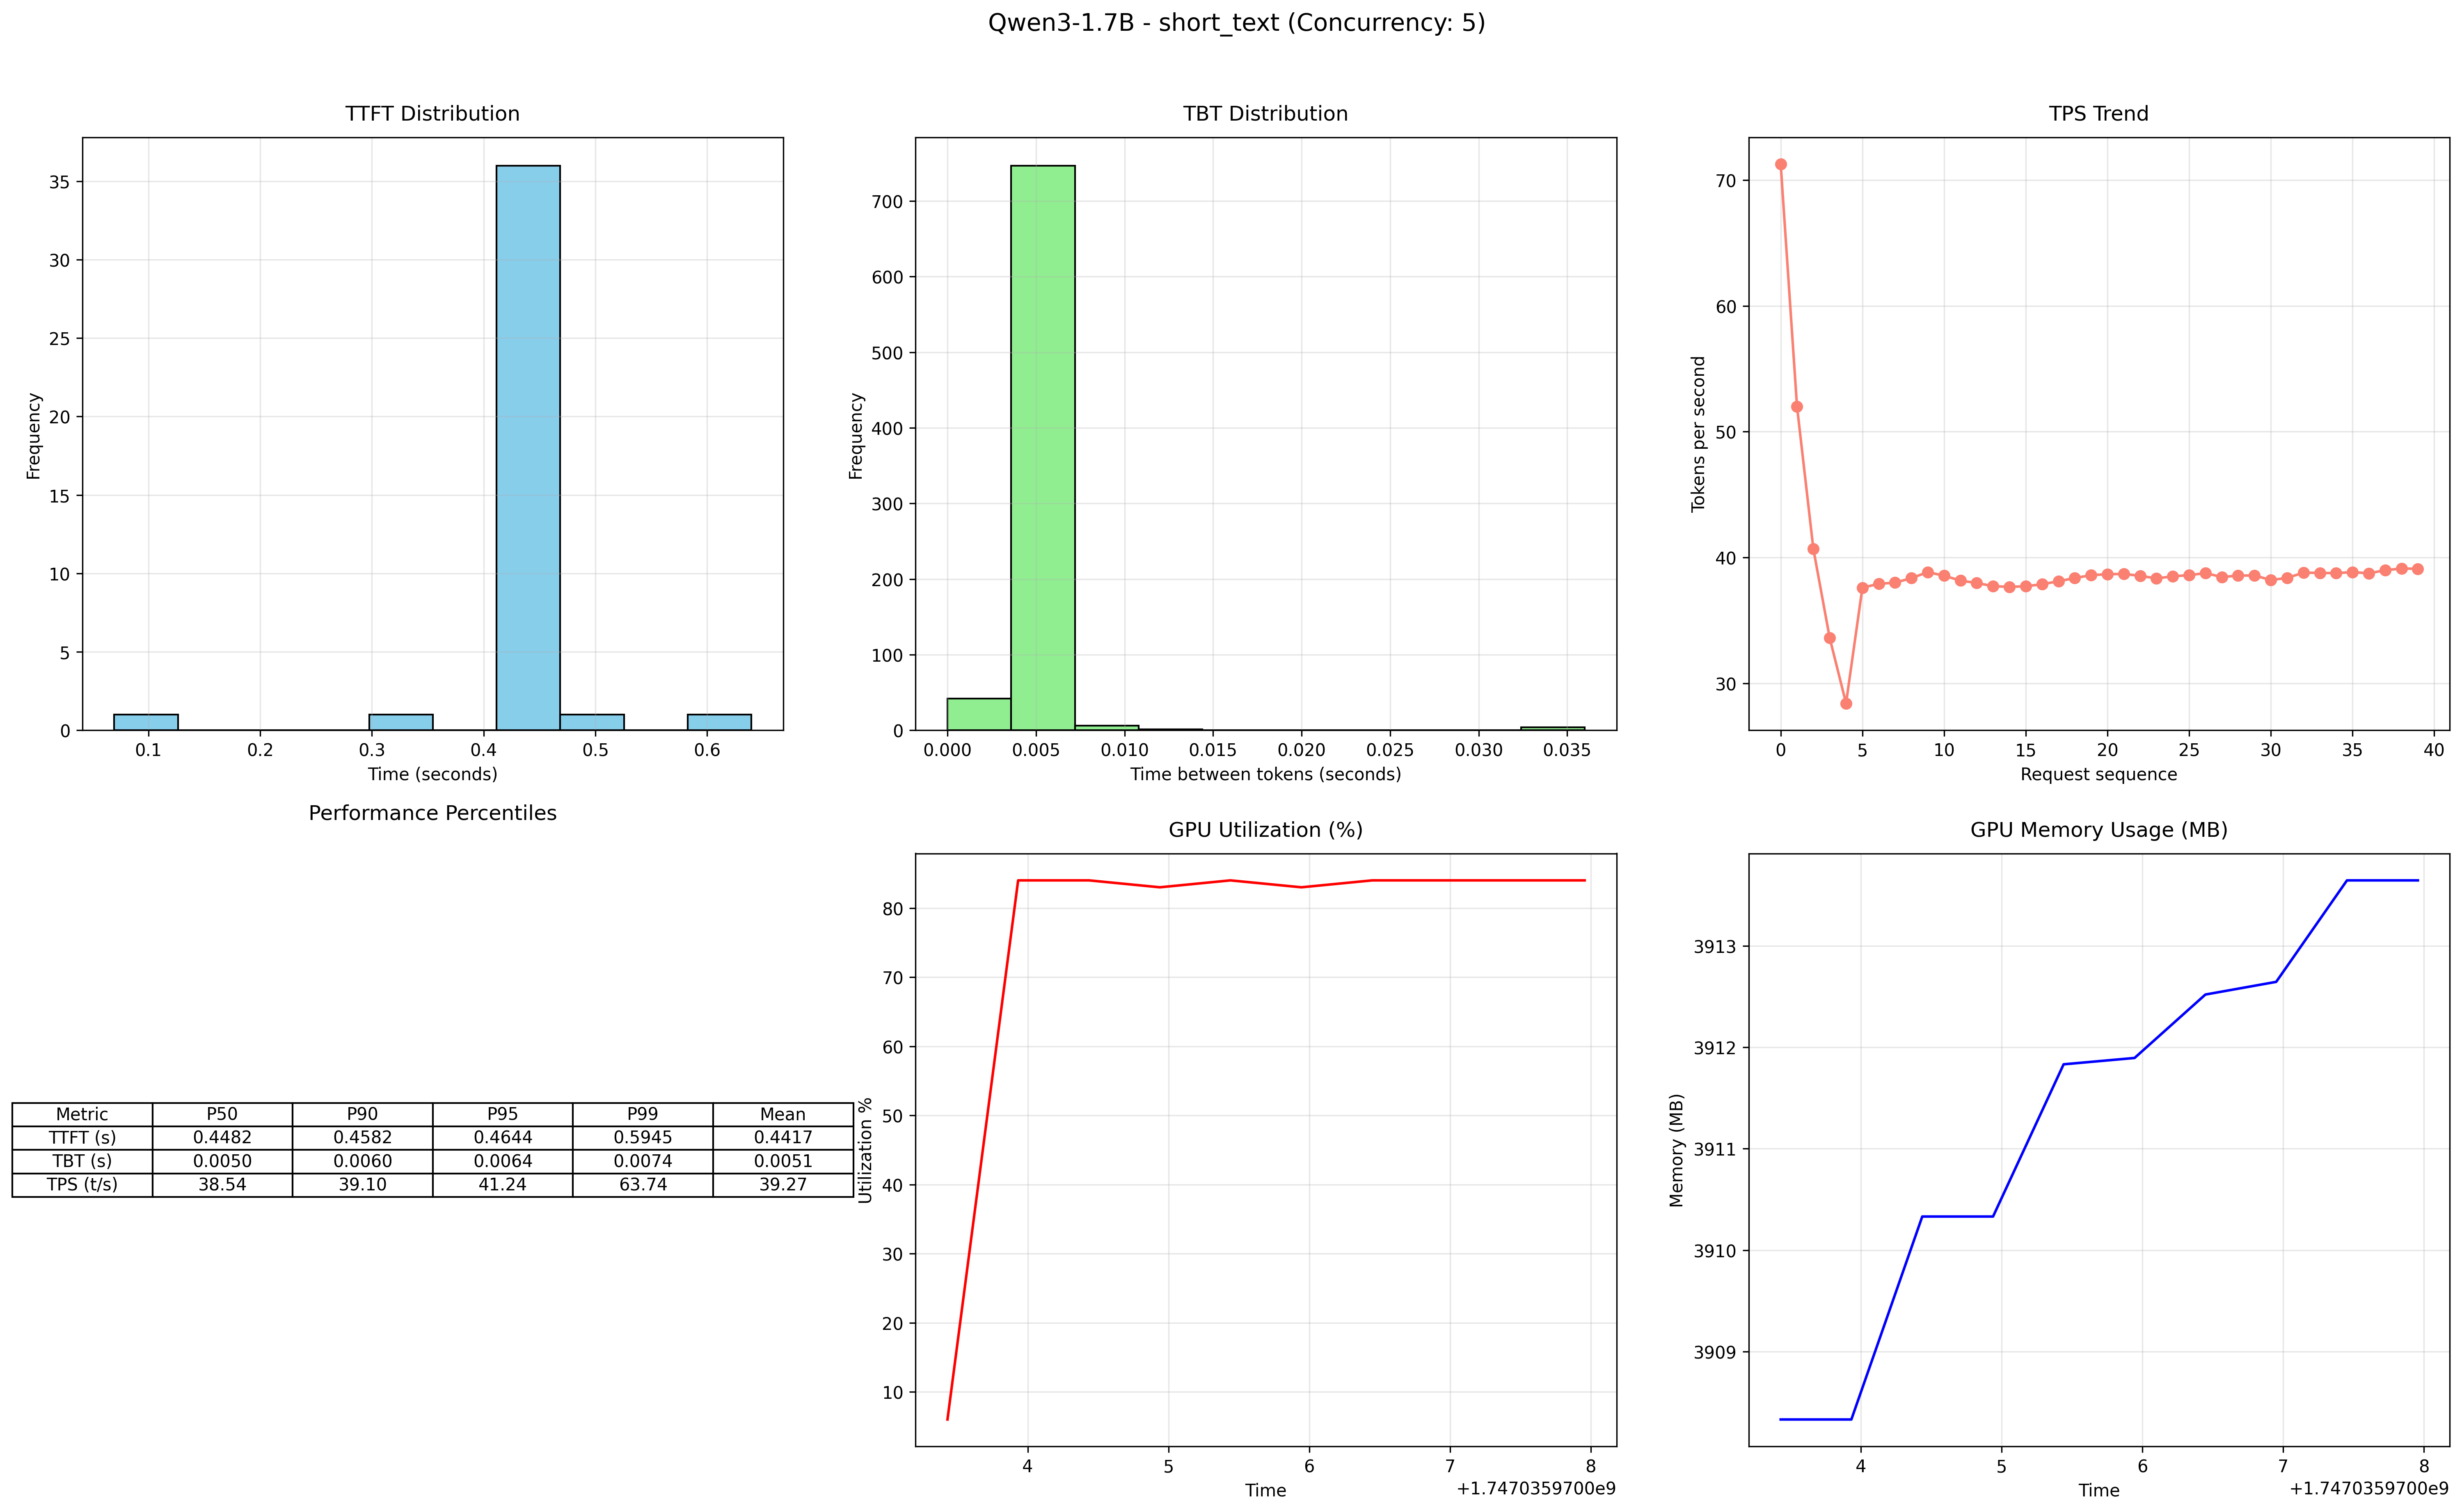 Qwen3-1.7B - short_text (Concurrency: 5)
TTFT Distribution
Frequency
35
30
25
20
15
10
5
0
0.1 0.2 0.3 0.4 0.5 0.6
Time (seconds)
TBT Distribution
Frequency
700
600
500
400
300
200
100
0
0.000 0.005 0.010 0.015 0.020 0.025 0.030 0.035
Time between tokens (seconds)
TPS Trend
Tokens per second
70
60
50
40
30
0 5 10 15 20 25 30 35 40
Request sequence
Performance Percentiles
Metric P50 P90 P95 P99 Mean
TTFT (s) 0.4482 0.4582 0.4644 0.5945 0.4417
TBT (s) 0.0050 0.0060 0.0064 0.0074 0.0051
TPS (t/s) 38.54 39.10 41.24 63.74 39.27
GPU Utilization (%)
Utilization %
80
70
60
50
40
30
20
10
4 5 6 7 8
Time
+1.7470359700e9
GPU Memory Usage (MB)
Memory (MB)
3913
3912
3911
3910
3909
4 5 6 7 8
Time
+1.7470359700e9